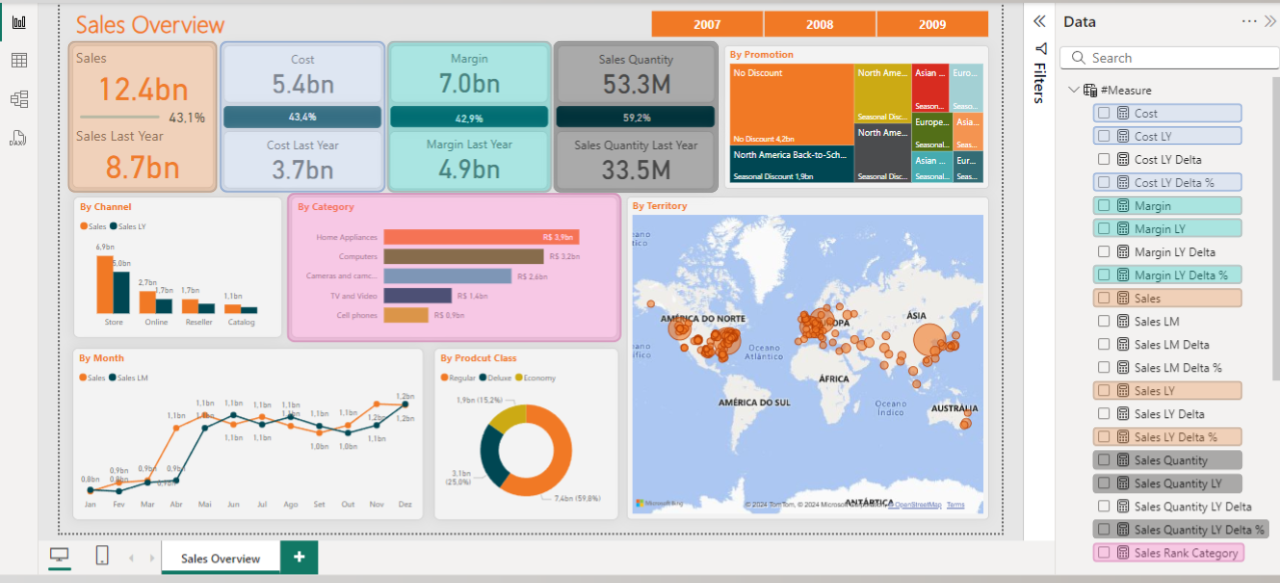 Sales Overview
2007
2008
2009
Sales
12.4bn
43.1%
Sales Last Year
8.7bn
Cost
5.4bn
43,4%
Cost Last Year
3.7bn
Margin
7.0bn
42,9%
Margin Last Year
4.9bn
Sales Quantity
53.3M
59,2%
Sales Quantity Last Year
33.5M
By Promotion
No Discount
No Discount 4,2bn
North America Back-to-Sch...
Seasonal Discount 1,9bn
North Ame...
Seasonal Disc...
North Ame...
Seasonal Disc...
Asian ...
Season...
Euro...
Europe...
Seasonal...
Asia...
Seas...
Asian ...
Seasonal...
Eur...
Seas...
By Channel
Sales
Sales LY
6,9bn
5,0bn
2,7bn
1,7bn
1,7bn
1,1bn
Store
Online
Reseller
Catalog
By Category
Home Appliances
R$ 3,9bn
Computers
R$ 3,2bn
Cameras and camc...
R$ 2,6bn
TV and Video
R$ 1,4bn
Cell phones
R$ 0,9bn
By Territory
AMÉRICA DO NORTE
ÁSIA
OPA
Oceano
Atlântico
ÁFRICA
AMÉRICA DO SUL
Oceano
Índico
AUSTRÁLIA
ANTÁRTICA
Microsoft Bing
© 2024 TomTom, © 2024 Microsoft
© OpenStreetMap
Terms
By Month
Sales
Sales LM
0,8bn
0,9bn
0,8bn
0,9bn
0,9bn
1,1bn
1,1bn
1,1bn
1,1bn
1,1bn
1,1bn
1,1bn
1,1bn
1,1bn
1,0bn
1,1bn
1,0bn
1,2bn
1,1bn
1,2bn
1,2bn
Jan
Fev
Mar
Abr
Mai
Jun
Jul
Ago
Set
Out
Nov
Dez
By Prodcut Class
Regular
Deluxe
Economy
1,9bn (15,2%)
3,1bn
(25,0%)
7,4bn (59,8%)
Sales Overview
+
Filters
Data
Search
#Measure
Cost
Cost LY
Cost LY Delta
Cost LY Delta %
Margin
Margin LY
Margin LY Delta
Margin LY Delta %
Sales
Sales LM
Sales LM Delta
Sales LM Delta %
Sales LY
Sales LY Delta
Sales LY Delta %
Sales Quantity
Sales Quantity LY
Sales Quantity LY Delta
Sales Quantity LY Delta %
Sales Rank Category